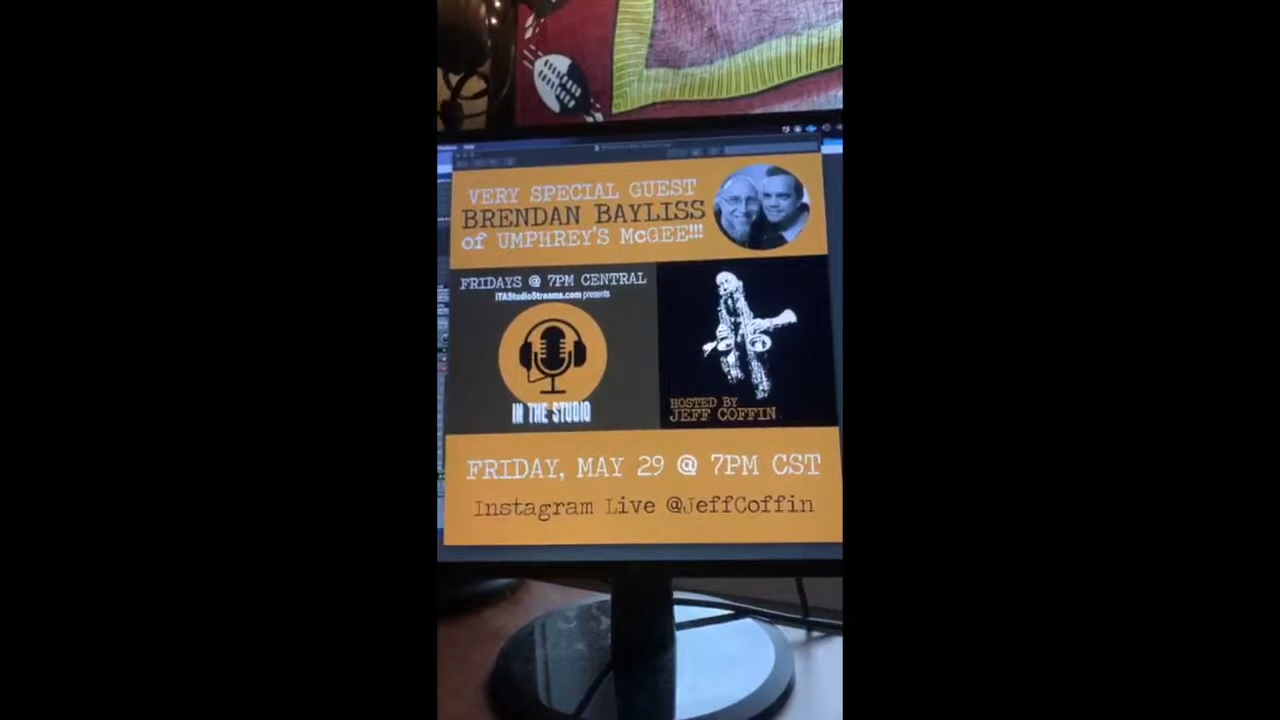 VERY SPECIAL GUEST
BRENDAN BAYLISS
of UMPHREY'S McGEE!!!
FRIDAYS @ 7PM CENTRAL
iTAStudioStreams.com presents
IN THE STUDIO
HOSTED BY
JEFF COFFIN
FRIDAY, MAY 29 @ 7PM CST
Instagram Live @JeffCoffin